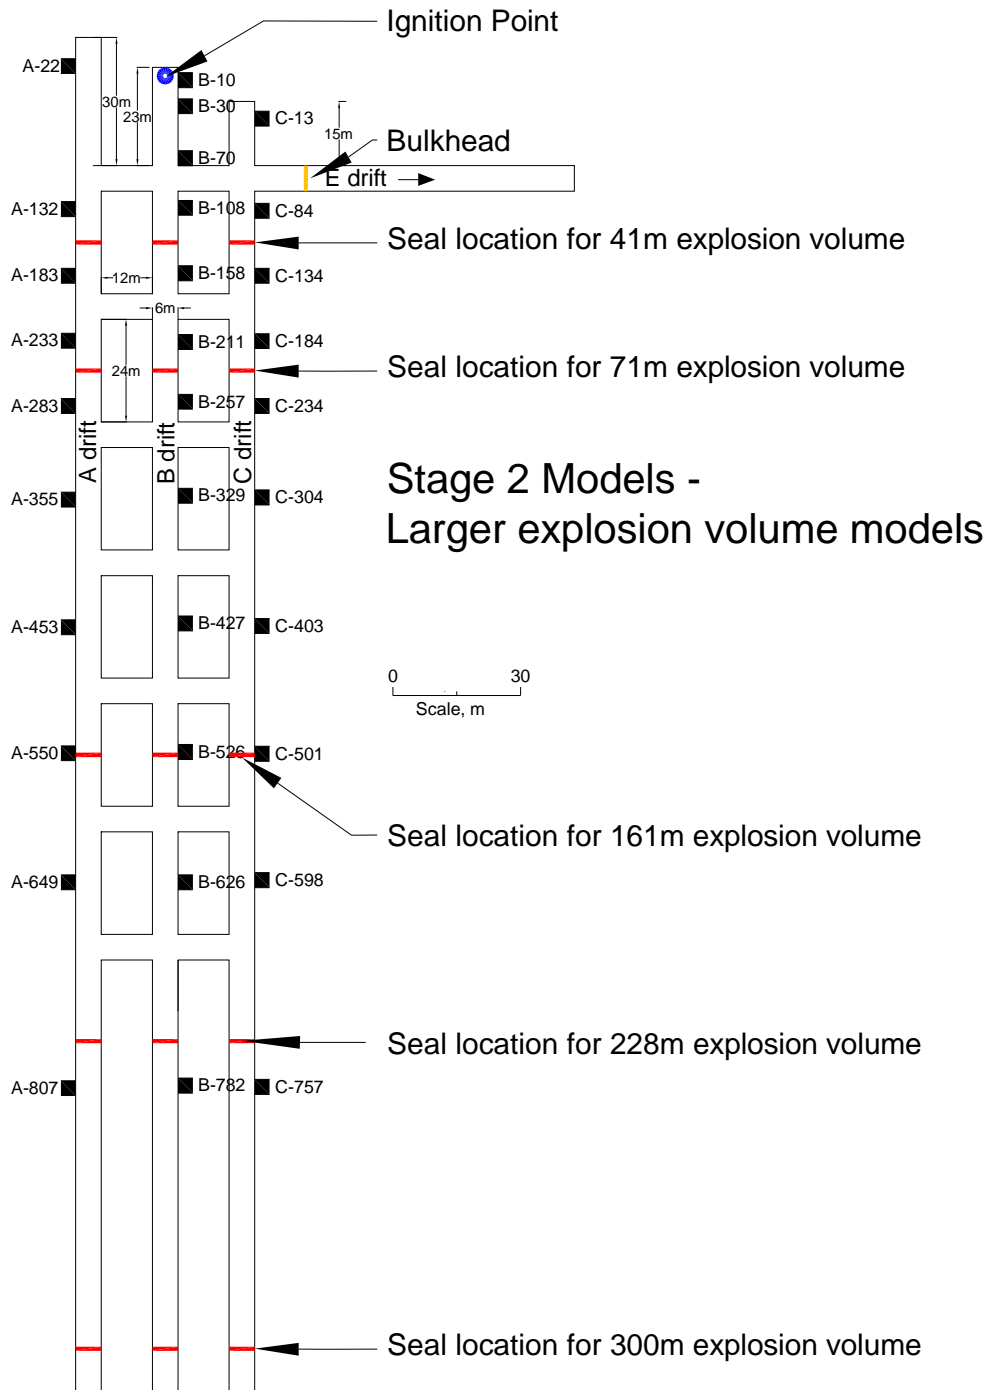 Ignition Point
A-22
B-10
30m
23m
B-30
C-13
15m
Bulkhead
B-70
E drift
A-132
B-108
C-84
Seal location for 41m explosion volume
A-183
12m
B-158
C-134
6m
A-233
B-211
C-184
Seal location for 71m explosion volume
24m
A-283
B-257
C-234
A drift
B drift
C drift
Stage 2 Models -
Larger explosion volume models
A-355
B-329
C-304
A-453
B-427
C-403
0 30
Scale, m
A-550
B-526
C-501
Seal location for 161m explosion volume
A-649
B-626
C-598
Seal location for 228m explosion volume
A-807
B-782
C-757
Seal location for 300m explosion volume